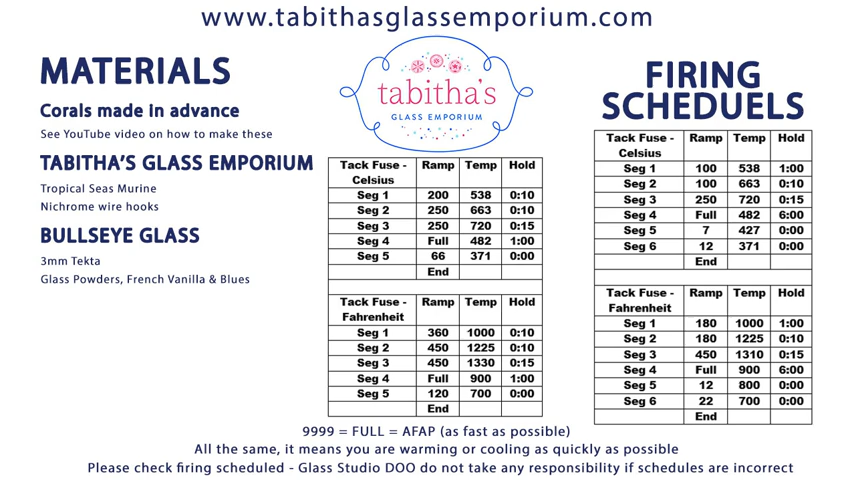 www.tabithasglassemporium.com
MATERIALS
Corals made in advance
See YouTube video on how to make these
TABITHA'S GLASS EMPORIUM
Tropical Seas Murine
Nichrome wire hooks
BULLSEYE GLASS
3mm Tekta
Glass Powders, French Vanilla & Blues
tabitha's
GLASS EMPORIUM
Tack Fuse - Celsius Ramp Temp Hold
Seg 1 200 538 0:10
Seg 2 250 663 0:10
Seg 3 250 720 0:15
Seg 4 Full 482 1:00
Seg 5 66 371 0:00
End
Tack Fuse - Fahrenheit Ramp Temp Hold
Seg 1 360 1000 0:10
Seg 2 450 1225 0:10
Seg 3 450 1330 0:15
Seg 4 Full 900 1:00
Seg 5 120 700 0:00
End
FIRING
SCHEDUELS
Tack Fuse - Celsius Ramp Temp Hold
Seg 1 100 538 1:00
Seg 2 100 663 0:10
Seg 3 250 720 0:15
Seg 4 Full 482 6:00
Seg 5 7 427 0:00
Seg 6 12 371 0:00
End
Tack Fuse - Fahrenheit Ramp Temp Hold
Seg 1 180 1000 1:00
Seg 2 180 1225 0:10
Seg 3 450 1310 0:15
Seg 4 Full 900 6:00
Seg 5 12 800 0:00
Seg 6 22 700 0:00
End
9999 = FULL = AFAP (as fast as possible)
All the same, it means you are warming or cooling as quickly as possible
Please check firing scheduled - Glass Studio DOO do not take any responsibility if schedules are incorrect